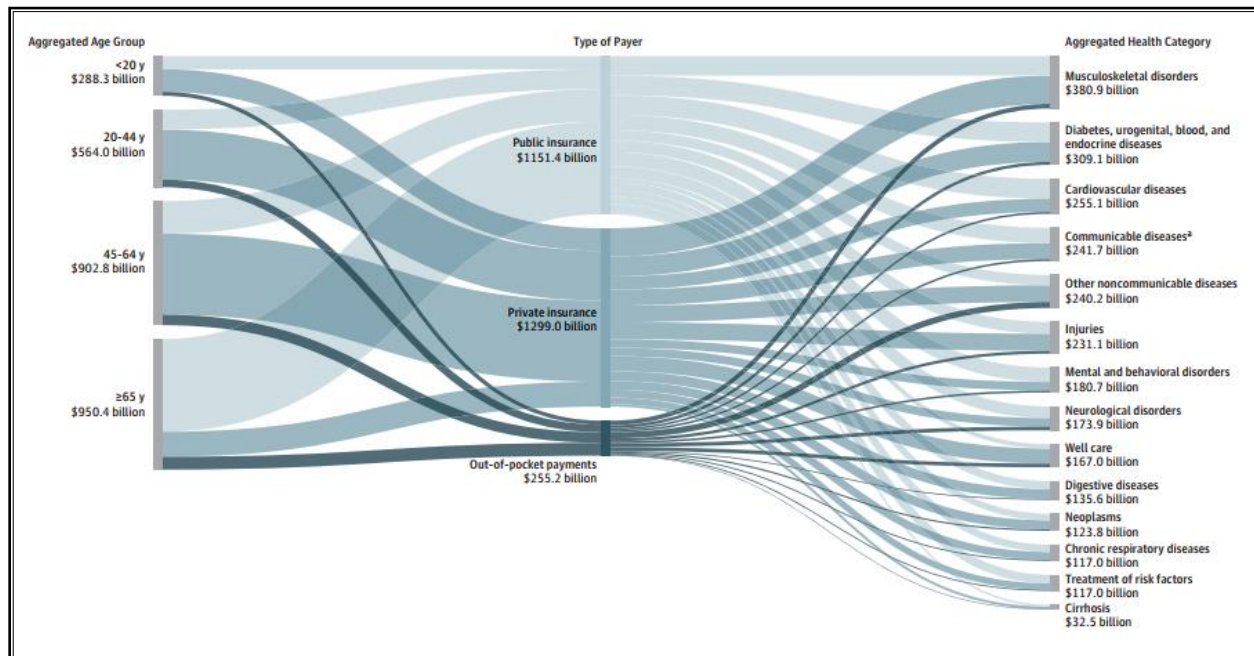 Aggregated Age Group
<20 y
$288.3 billion
20-44 y
$564.0 billion
45-64 y
$902.8 billion
≥65 y
$950.4 billion
Type of Payer
Public insurance
$1151.4 billion
Private insurance
$1299.0 billion
Out-of-pocket payments
$255.2 billion
Aggregated Health Category
Musculoskeletal disorders
$380.9 billion
Diabetes, urogenital, blood, and
endocrine diseases
$309.1 billion
Cardiovascular diseases
$255.1 billion
Communicable diseasesᵃ
$241.7 billion
Other noncommunicable diseases
$240.2 billion
Injuries
$231.1 billion
Mental and behavioral disorders
$180.7 billion
Neurological disorders
$173.9 billion
Well care
$167.0 billion
Digestive diseases
$135.6 billion
Neoplasms
$123.8 billion
Chronic respiratory diseases
$117.0 billion
Treatment of risk factors
$117.0 billion
Cirrhosis
$32.5 billion